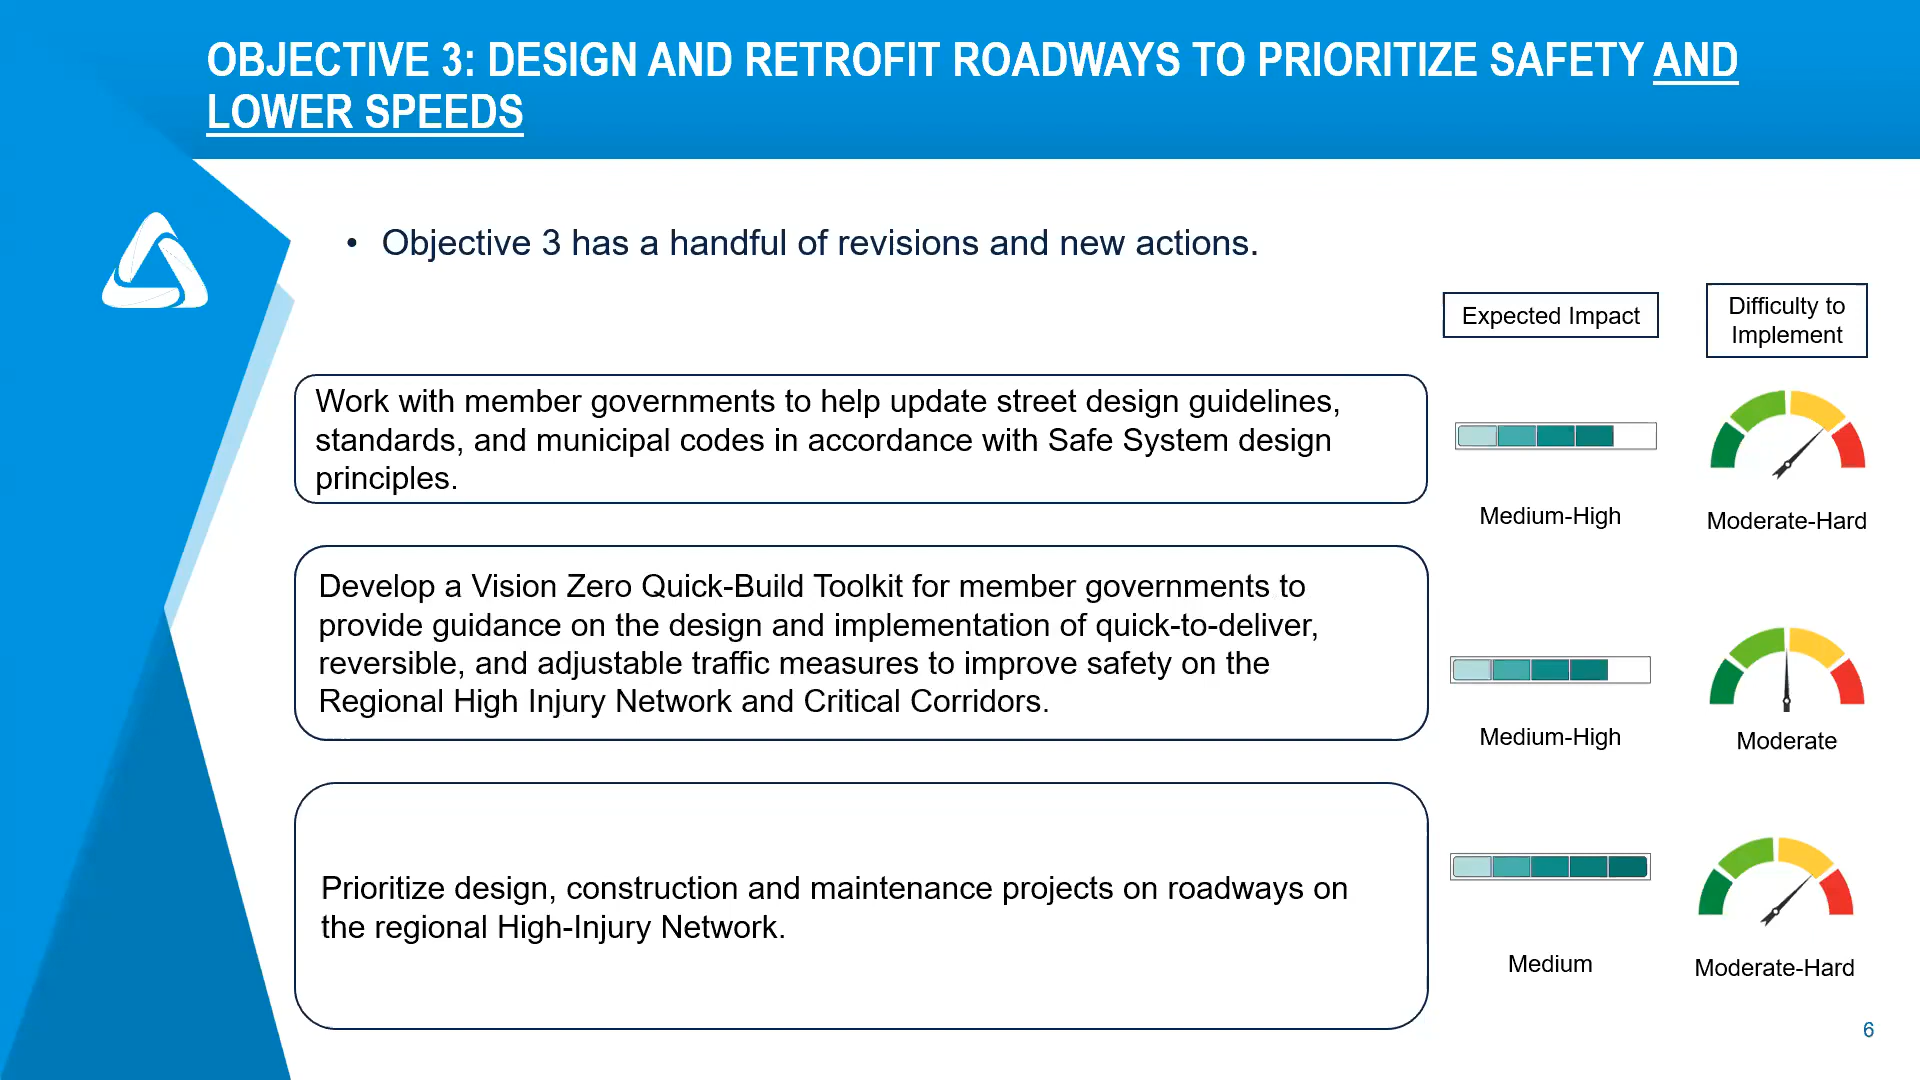 OBJECTIVE 3: DESIGN AND RETROFIT ROADWAYS TO PRIORITIZE SAFETY AND
LOWER SPEEDS
• Objective 3 has a handful of revisions and new actions.
Expected Impact
Difficulty to
Implement
Work with member governments to help update street design guidelines,
standards, and municipal codes in accordance with Safe System design
principles.
Medium-High
Moderate-Hard
Develop a Vision Zero Quick-Build Toolkit for member governments to
provide guidance on the design and implementation of quick-to-deliver,
reversible, and adjustable traffic measures to improve safety on the
Regional High Injury Network and Critical Corridors.
Medium-High
Moderate
Prioritize design, construction and maintenance projects on roadways on
the regional High-Injury Network.
Medium
Moderate-Hard
6